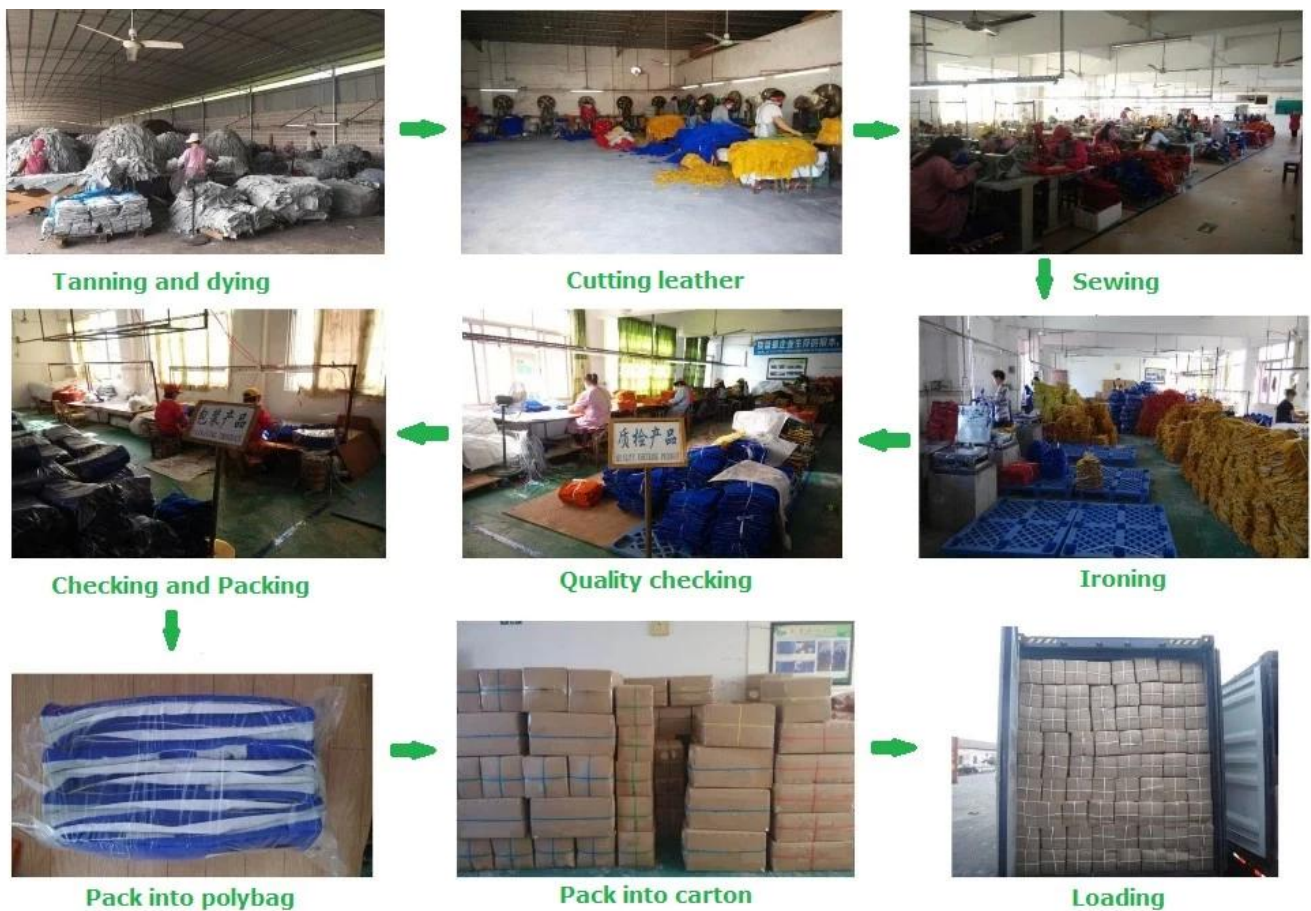 Tanning and dying
Cutting leather
Sewing
包装产品
质检产品
QUALITY CHECKING PRODUCT
Checking and Packing
Quality checking
Ironing
Pack into polybag
Pack into carton
Loading